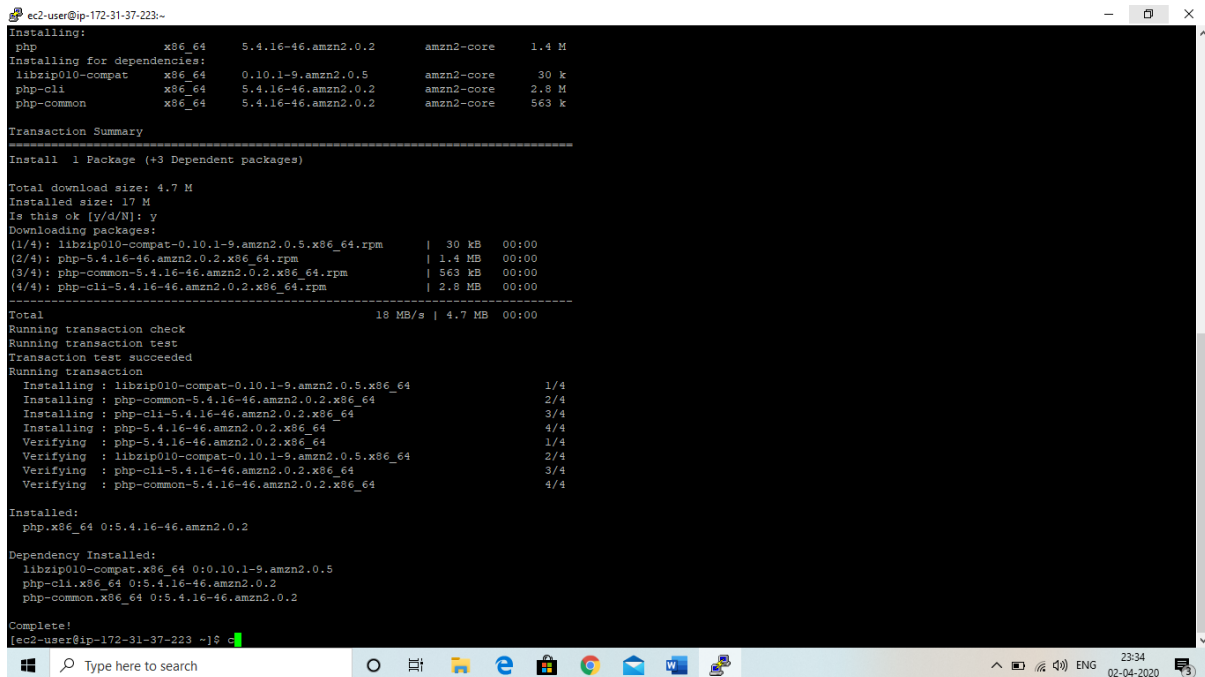 ec2-user@ip-172-31-37-223:~
Installing:
php x86_64 5.4.16-46.amzn2.0.2 amzn2-core 1.4 M
Installing for dependencies:
libzip010-compat x86_64 0.10.1-9.amzn2.0.5 amzn2-core 30 k
php-cli x86_64 5.4.16-46.amzn2.0.2 amzn2-core 2.8 M
php-common x86_64 5.4.16-46.amzn2.0.2 amzn2-core 563 k
Transaction Summary
================================================================================
Install 1 Package (+3 Dependent packages)
Total download size: 4.7 M
Installed size: 17 M
Is this ok [y/d/N]: y
Downloading packages:
(1/4): libzip010-compat-0.10.1-9.amzn2.0.5.x86_64.rpm | 30 kB 00:00
(2/4): php-5.4.16-46.amzn2.0.2.x86_64.rpm | 1.4 MB 00:00
(3/4): php-common-5.4.16-46.amzn2.0.2.x86_64.rpm | 563 kB 00:00
(4/4): php-cli-5.4.16-46.amzn2.0.2.x86_64.rpm | 2.8 MB 00:00
--------------------------------------------------------------------------------
Total 18 MB/s | 4.7 MB 00:00
Running transaction check
Running transaction test
Transaction test succeeded
Running transaction
Installing : libzip010-compat-0.10.1-9.amzn2.0.5.x86_64 1/4
Installing : php-common-5.4.16-46.amzn2.0.2.x86_64 2/4
Installing : php-cli-5.4.16-46.amzn2.0.2.x86_64 3/4
Installing : php-5.4.16-46.amzn2.0.2.x86_64 4/4
Verifying : php-5.4.16-46.amzn2.0.2.x86_64 1/4
Verifying : libzip010-compat-0.10.1-9.amzn2.0.5.x86_64 2/4
Verifying : php-cli-5.4.16-46.amzn2.0.2.x86_64 3/4
Verifying : php-common-5.4.16-46.amzn2.0.2.x86_64 4/4
Installed:
php.x86_64 0:5.4.16-46.amzn2.0.2
Dependency Installed:
libzip010-compat.x86_64 0:0.10.1-9.amzn2.0.5
php-cli.x86_64 0:5.4.16-46.amzn2.0.2
php-common.x86_64 0:5.4.16-46.amzn2.0.2
Complete!
[ec2-user@ip-172-31-37-223 ~]$ c
Type here to search
ENG
23:34
02-04-2020
3